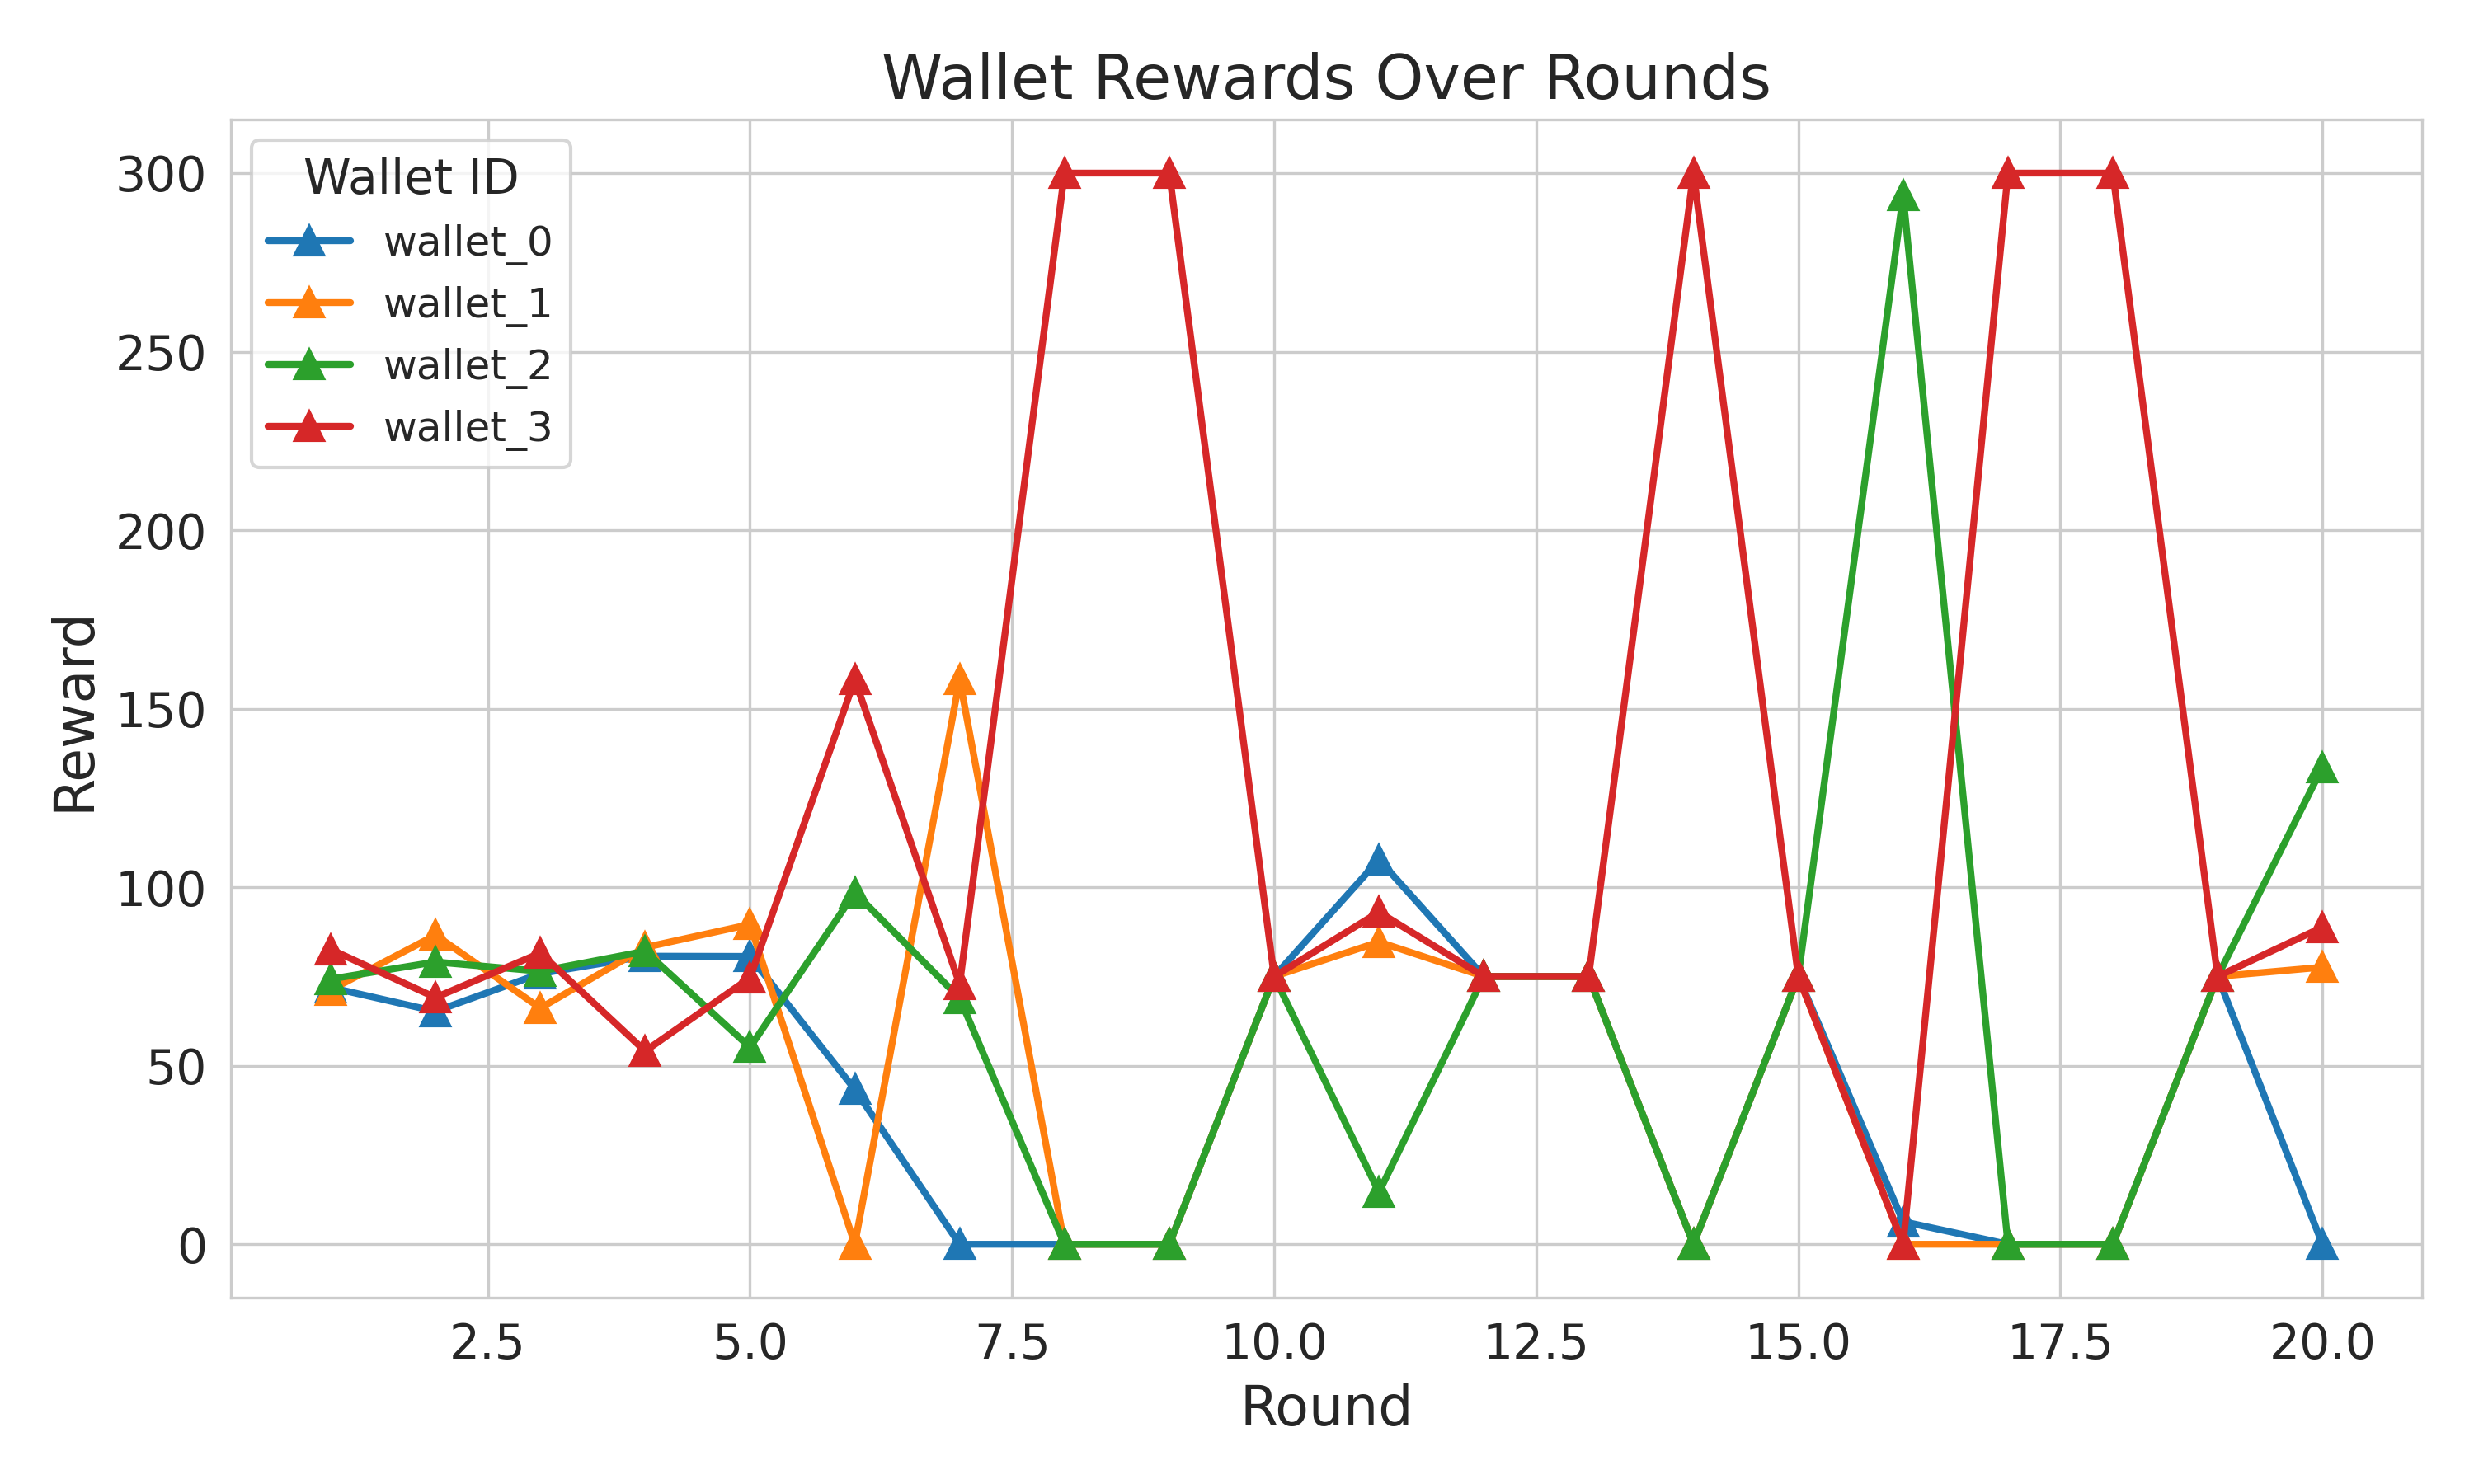 Wallet Rewards Over Rounds
Wallet ID
wallet_0
wallet_1
wallet_2
wallet_3
300
250
200
150
100
50
0
Reward
2.5 5.0 7.5 10.0 12.5 15.0 17.5 20.0
Round